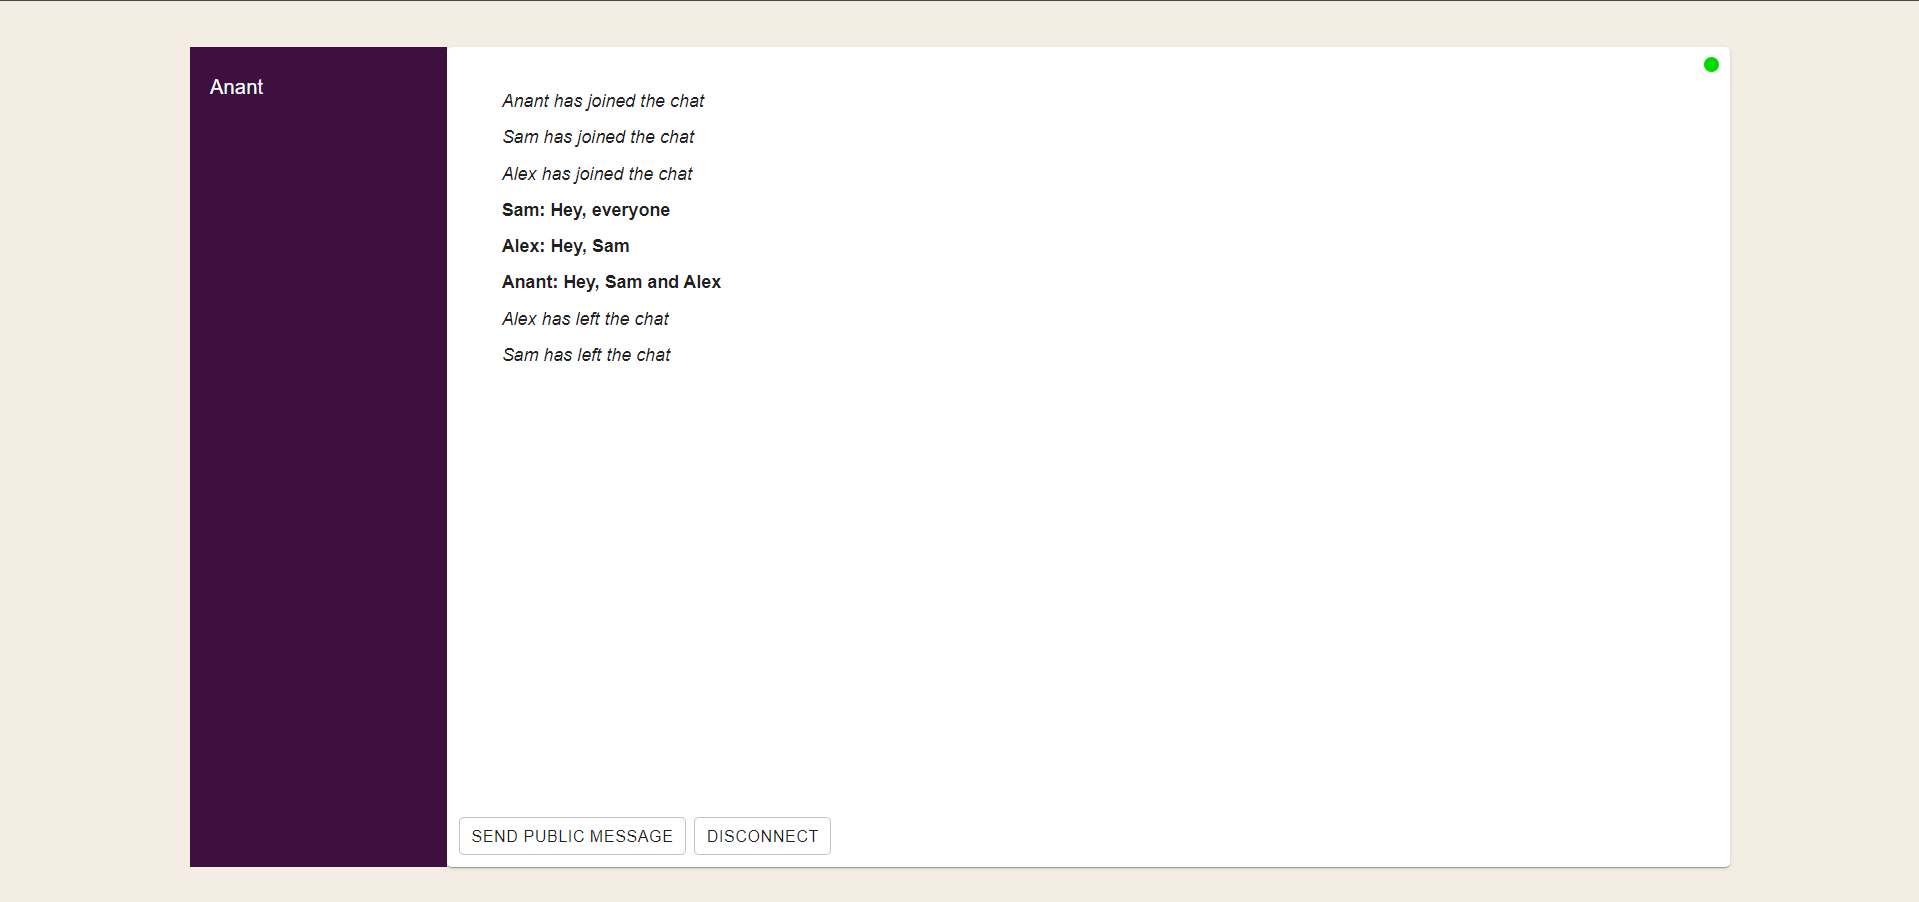 Anant
Anant has joined the chat
Sam has joined the chat
Alex has joined the chat
Sam: Hey, everyone
Alex: Hey, Sam
Anant: Hey, Sam and Alex
Alex has left the chat
Sam has left the chat
SEND PUBLIC MESSAGE
DISCONNECT